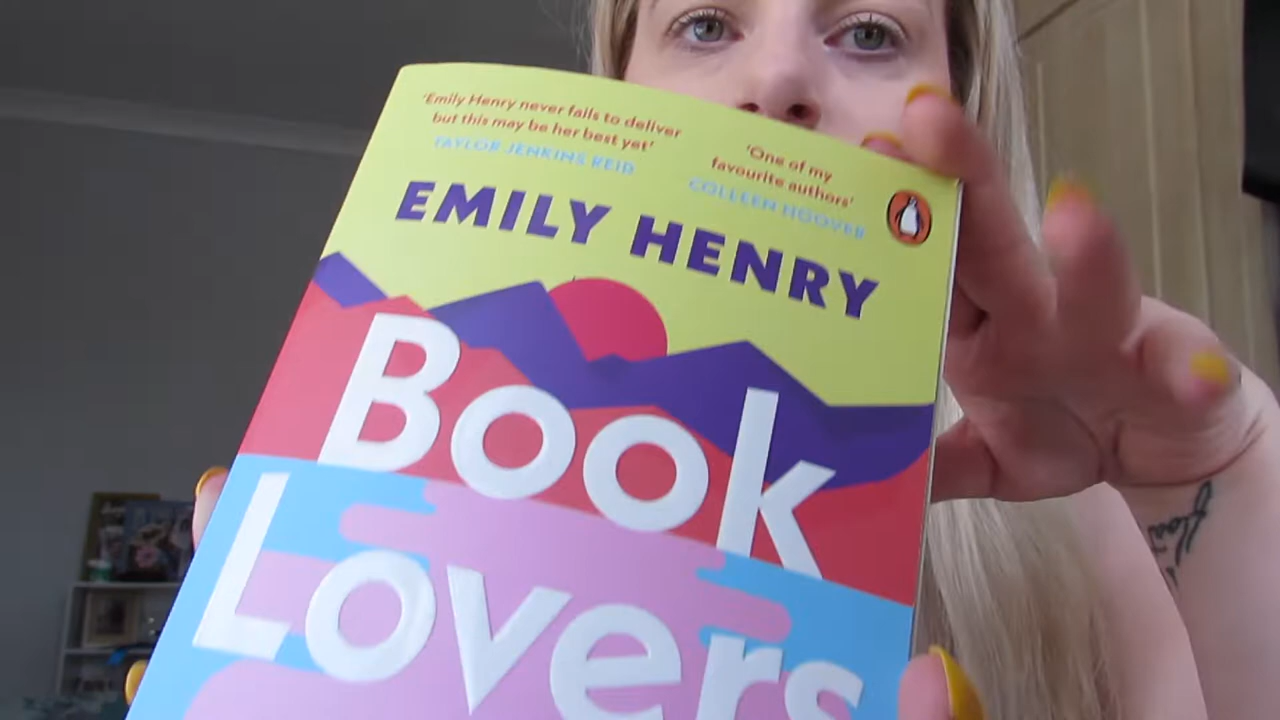 'Emily Henry never fails to deliver
but this may be her best yet'
TAYLOR JENKINS REID
'One of my
favourite authors'
COLLEEN HOOVER
EMILY HENRY
Book
Lovers